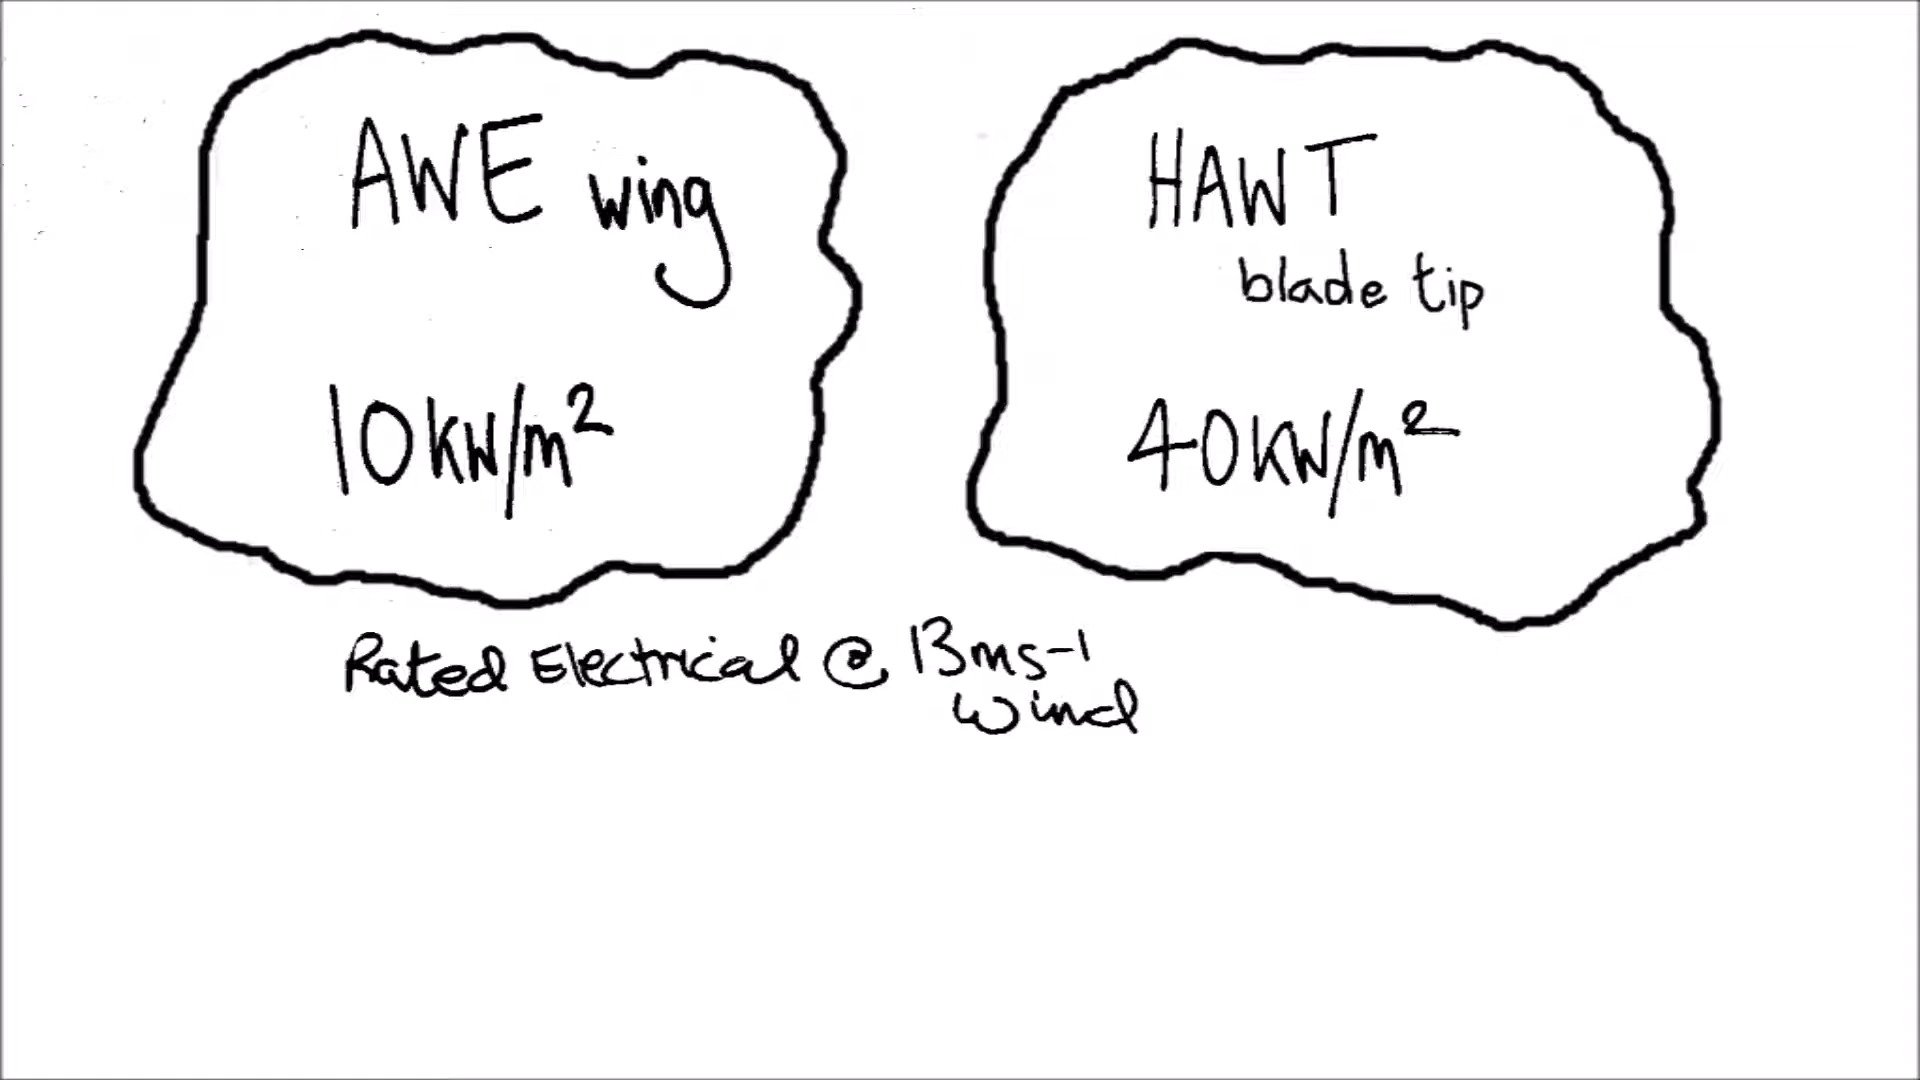 AWE wing
10kW/m²
HAWT
blade tip
40kW/m²
Rated Electrical @ 13ms-1
wind